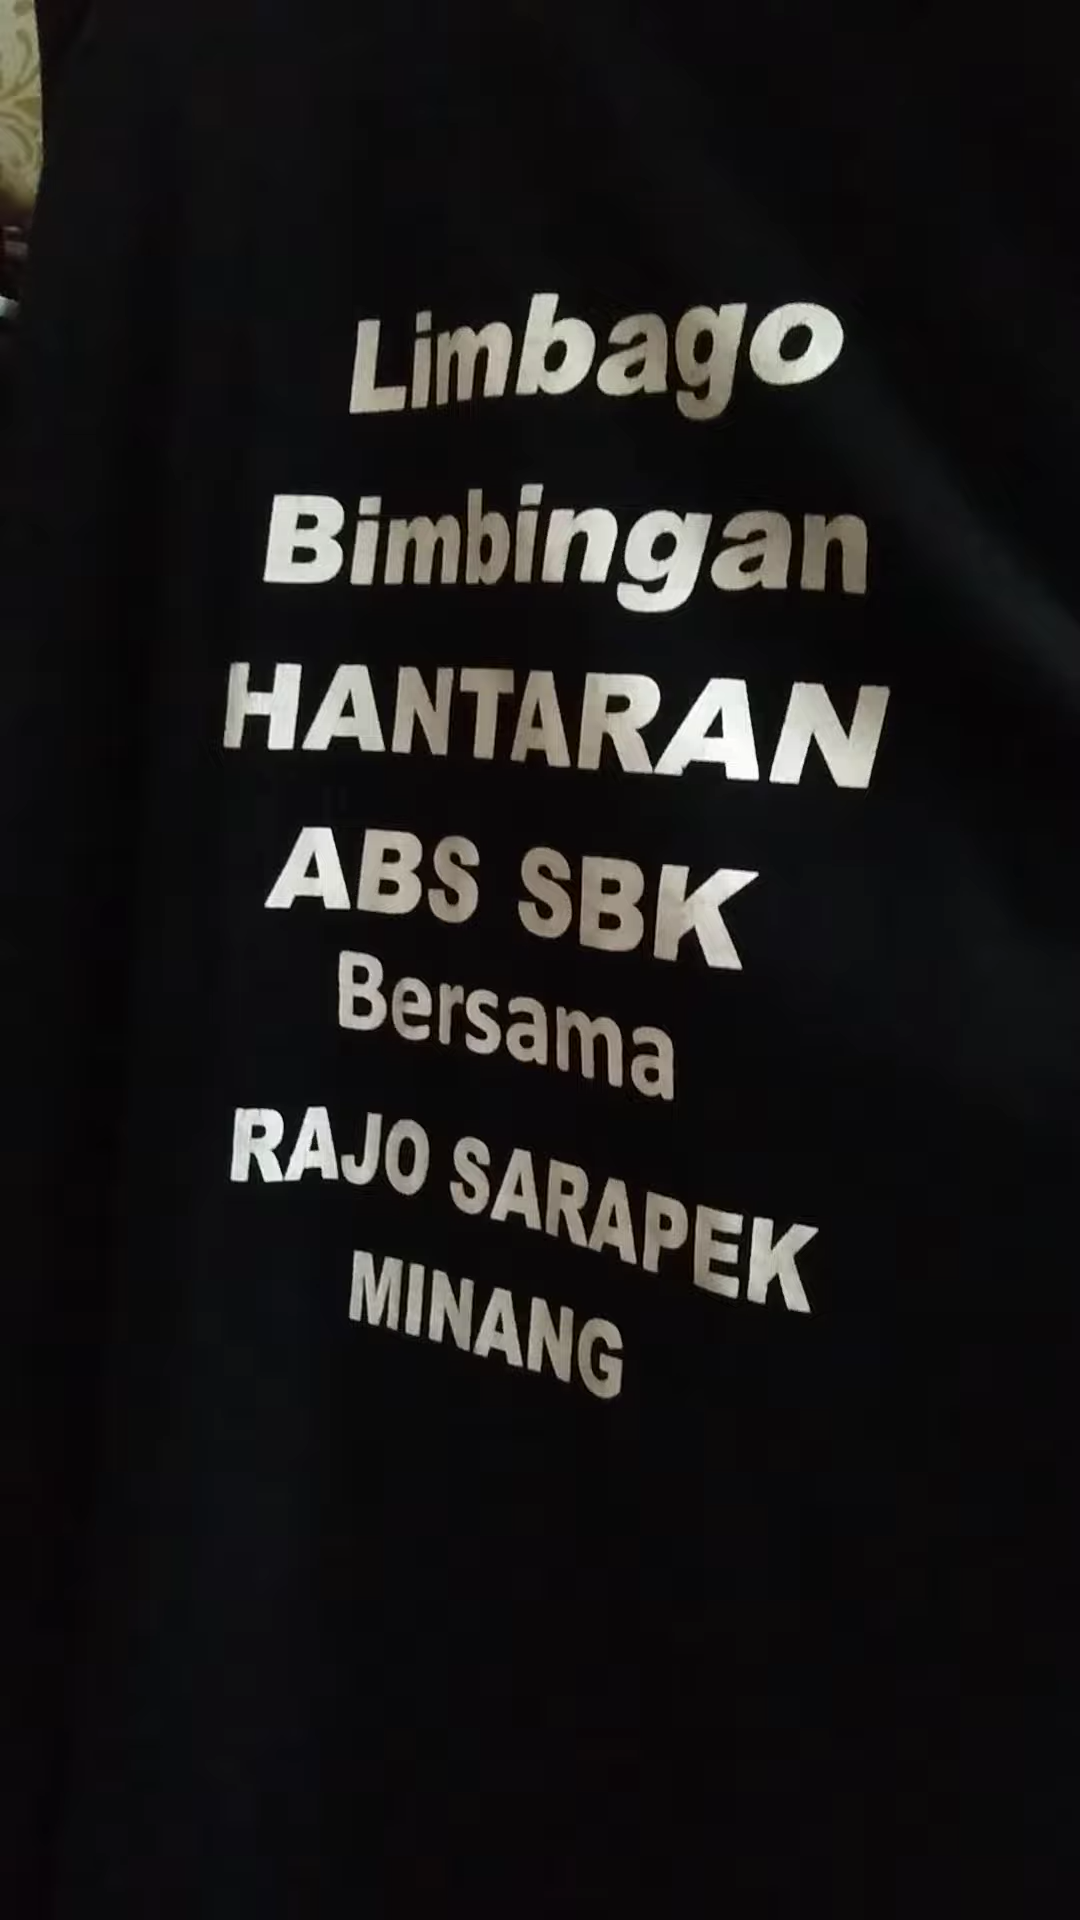 Limbago
Bimbingan
HANTARAN
ABS SBK
Bersama
RAJO SARAPEK
MINANG